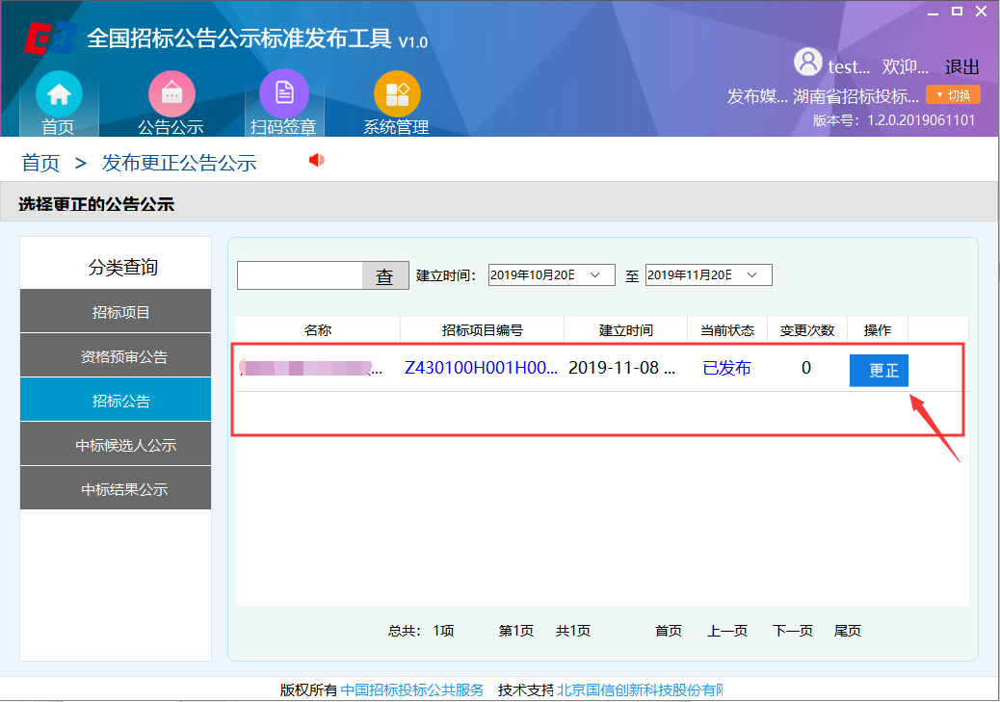 全国招标公告公示标准发布工具 V1.0
test... 欢迎... 退出
发布媒... 湖南省招标投标... 切换
版本号: 1.2.0.2019061101
首页 公告公示 扫码签章 系统管理
首页 > 发布更正公告公示
选择更正的公告公示
分类查询
招标项目
资格预审公告
招标公告
中标候选人公示
中标结果公示
查 建立时间: 2019年10月20日 至 2019年11月20日
名称 招标项目编号 建立时间 当前状态 变更次数 操作
... Z430100H001H00... 2019-11-08 ... 已发布 0 更正
总共: 1项 第1页 共1页 首页 上一页 下一页 尾页
版权所有 中国招标投标公共服务 技术支持 北京国信创新科技股份有